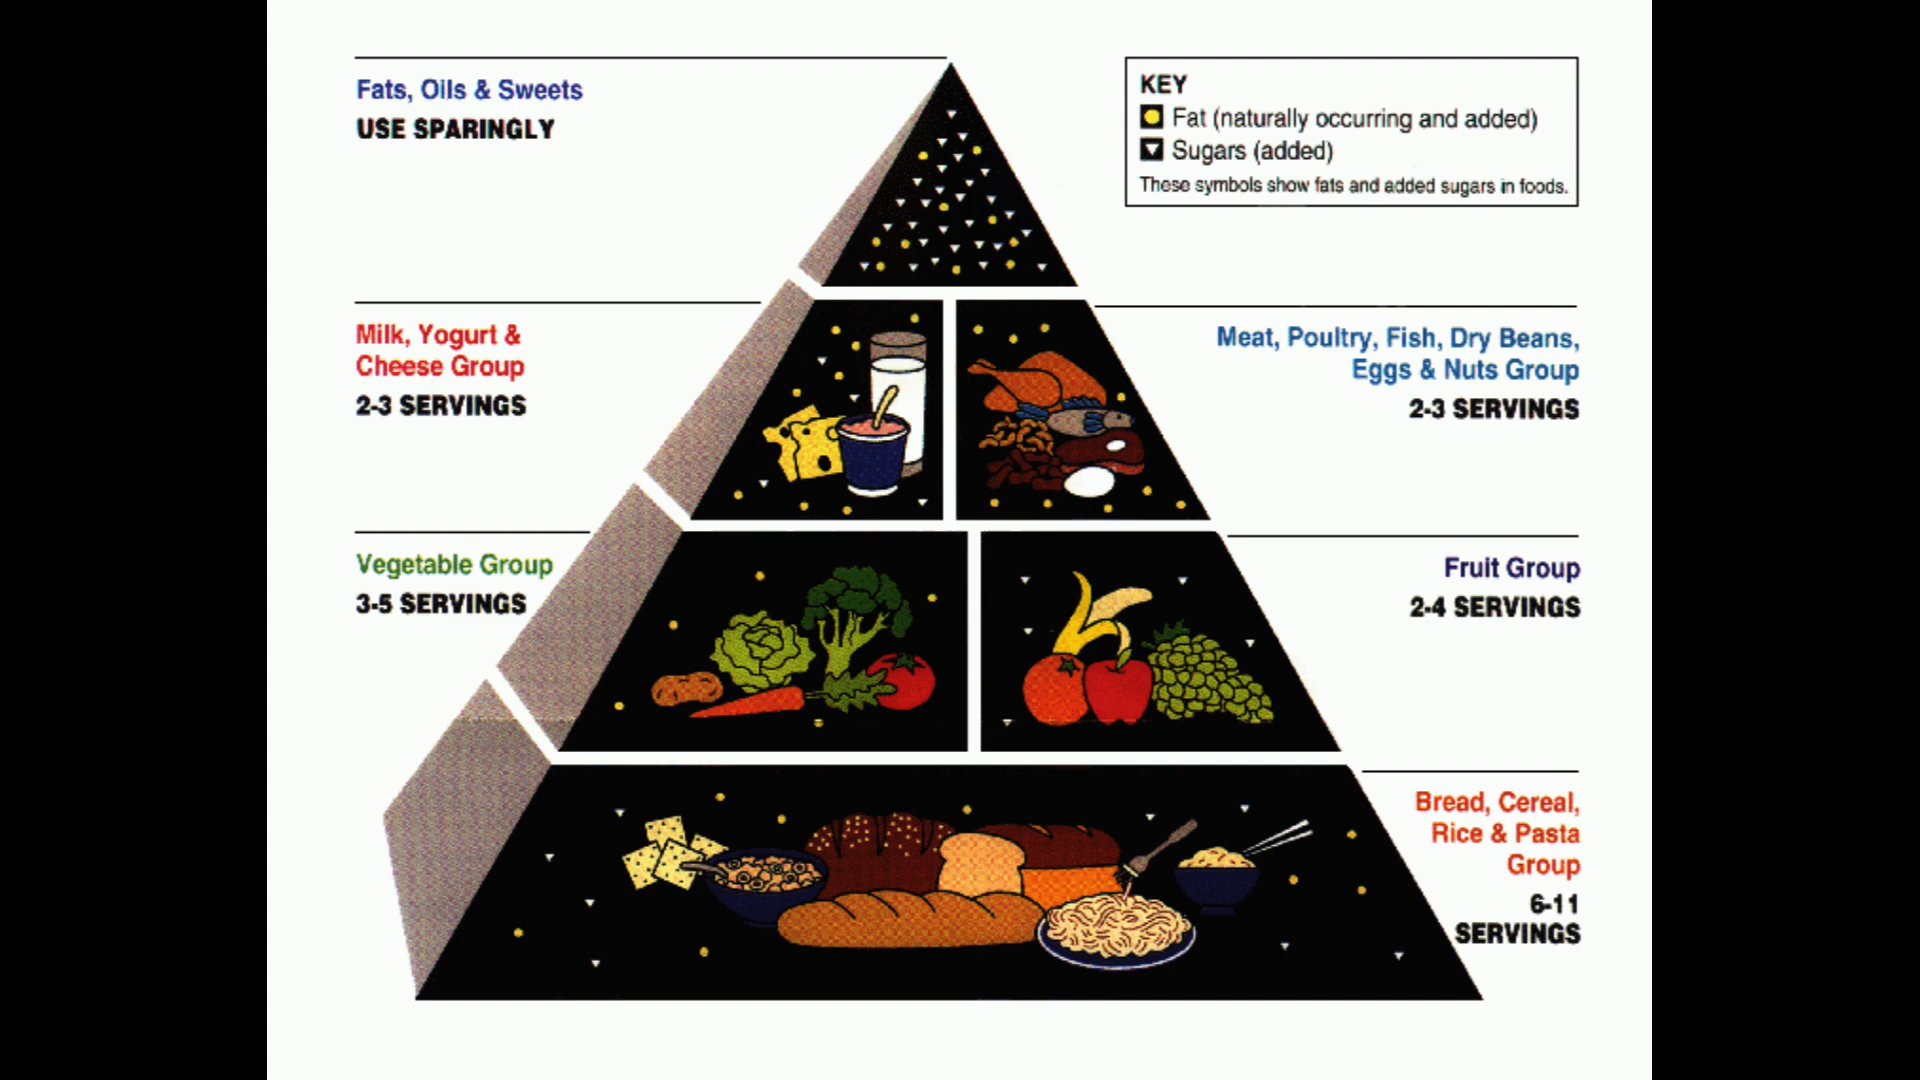 Fats, Oils & Sweets
USE SPARINGLY
KEY
Fat (naturally occurring and added)
Sugars (added)
These symbols show fats and added sugars in foods.
Milk, Yogurt &
Cheese Group
2-3 SERVINGS
Meat, Poultry, Fish, Dry Beans,
Eggs & Nuts Group
2-3 SERVINGS
Vegetable Group
3-5 SERVINGS
Fruit Group
2-4 SERVINGS
Bread, Cereal,
Rice & Pasta
Group
6-11
SERVINGS